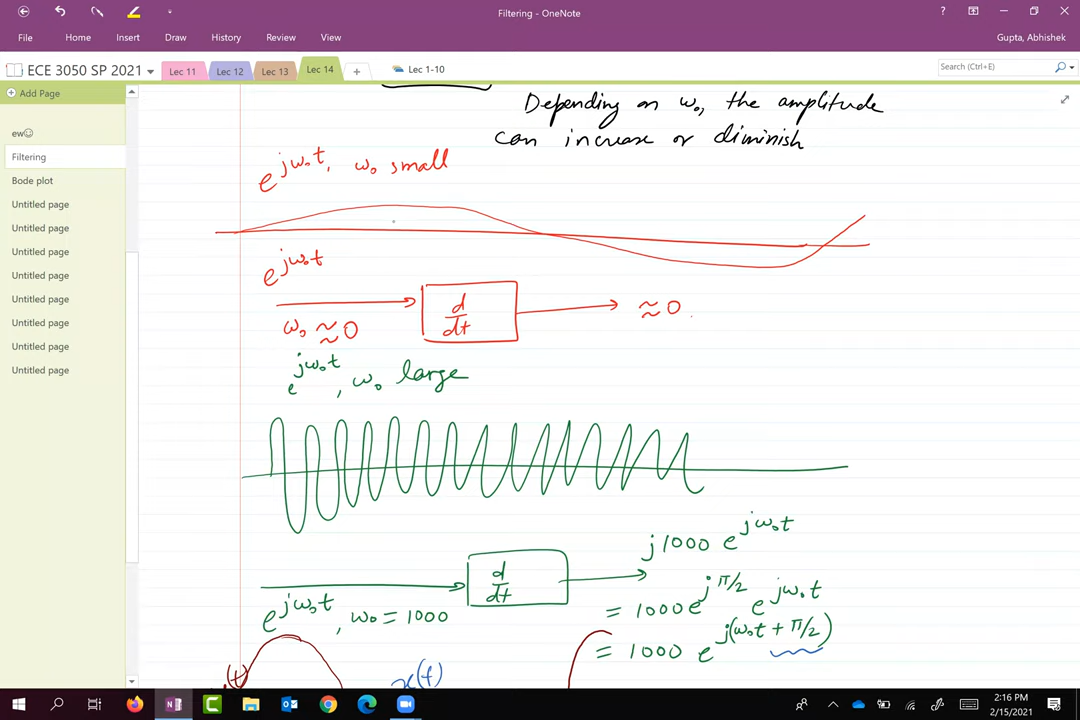 Filtering - OneNote
File Home Insert Draw History Review View
Gupta, Abhishek
ECE 3050 SP 2021
Lec 11 Lec 12 Lec 13 Lec 14 Lec 1-10
Search (Ctrl+E)
Add Page
ew☺
Filtering
Bode plot
Untitled page
Untitled page
Untitled page
Untitled page
Untitled page
Untitled page
Untitled page
Untitled page
Depending on ω₀, the amplitude
can increase or diminish
e^{jω₀t}, ω₀ small
e^{jω₀t}
ω₀ ≈ 0
d/dt
≈ 0
e^{jω₀t}, ω₀ large
j1000 e^{jω₀t}
d/dt
e^{jω₀t}, ω₀ = 1000
= 1000 e^{jπ/2} e^{jω₀t}
= 1000 e^{j(ω₀t + π/2)}
x(t)
2:16 PM
2/15/2021